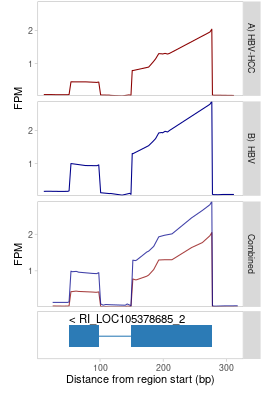 2
1
A) HBV-HCC
FPM
2
1
B) HBV
2
1
FPM
Combined
< RI_LOC105378685_2
100 200 300
Distance from region start (bp)